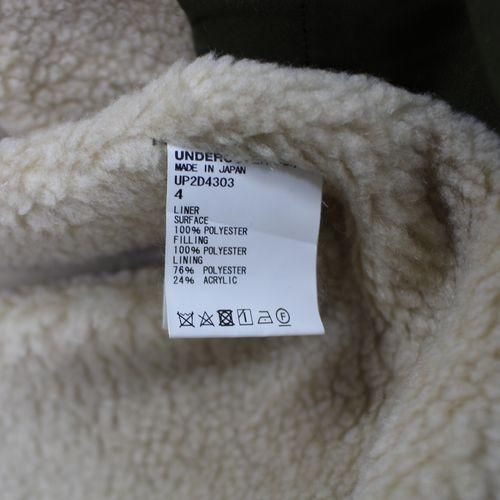 MADE IN JAPAN
UP2D4303
4
LINER
SURFACE
100% POLYESTER
FILLING
100% POLYESTER
LINING
76% POLYESTER
24% ACRYLIC
F